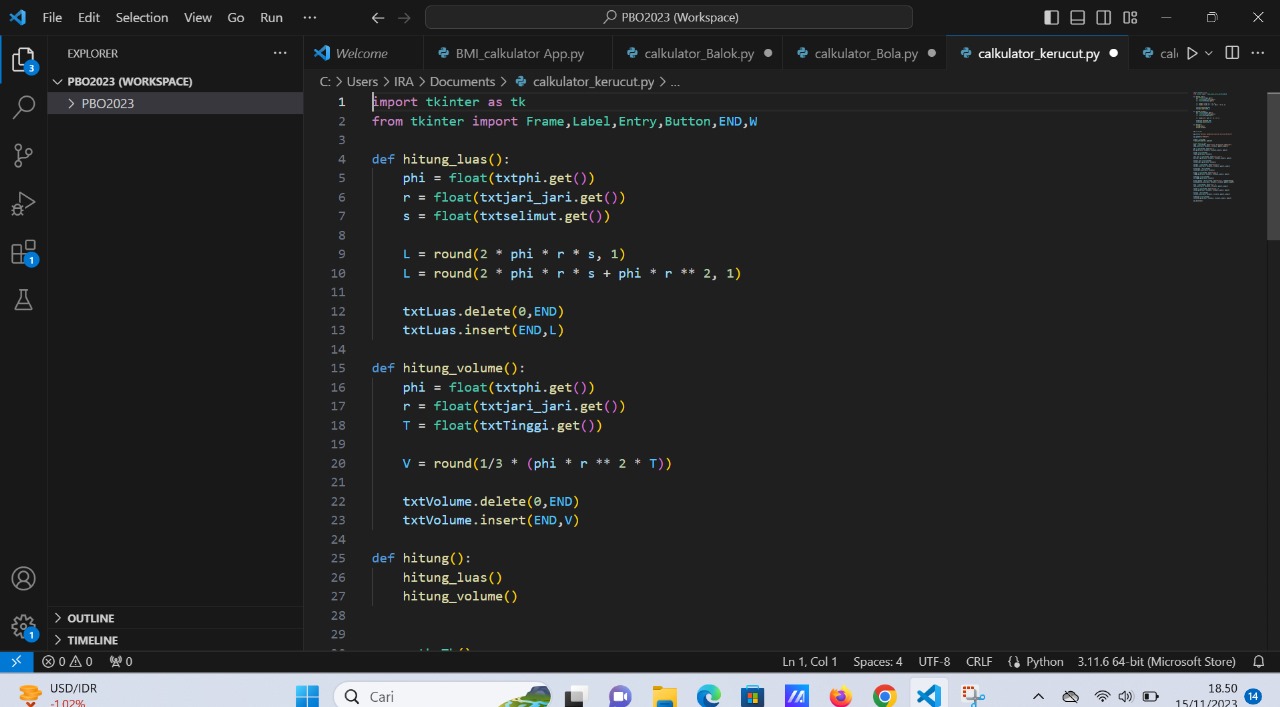 File Edit Selection View Go Run ··· PBO2023 (Workspace)
EXPLORER ···
PBO2023 (WORKSPACE)
PBO2023
OUTLINE
TIMELINE
3
1
1
Welcome BMI_calkulator App.py calkulator_Balok.py calkulator_Bola.py calkulator_kerucut.py cal ···
C: > Users > IRA > Documents > calkulator_kerucut.py > ...
1 import tkinter as tk
2 from tkinter import Frame,Label,Entry,Button,END,W
3
4 def hitung_luas():
5 phi = float(txtphi.get())
6 r = float(txtjari_jari.get())
7 s = float(txtselimut.get())
8
9 L = round(2 * phi * r * s, 1)
10 L = round(2 * phi * r * s + phi * r ** 2, 1)
11
12 txtLuas.delete(0,END)
13 txtLuas.insert(END,L)
14
15 def hitung_volume():
16 phi = float(txtphi.get())
17 r = float(txtjari_jari.get())
18 T = float(txtTinggi.get())
19
20 V = round(1/3 * (phi * r ** 2 * T))
21
22 txtVolume.delete(0,END)
23 txtVolume.insert(END,V)
24
25 def hitung():
26 hitung_luas()
27 hitung_volume()
28
29
0 0 0 Ln 1, Col 1 Spaces: 4 UTF-8 CRLF Python 3.11.6 64-bit (Microsoft Store)
USD/IDR
-1.02%
Cari
18.50
15/11/2023
14